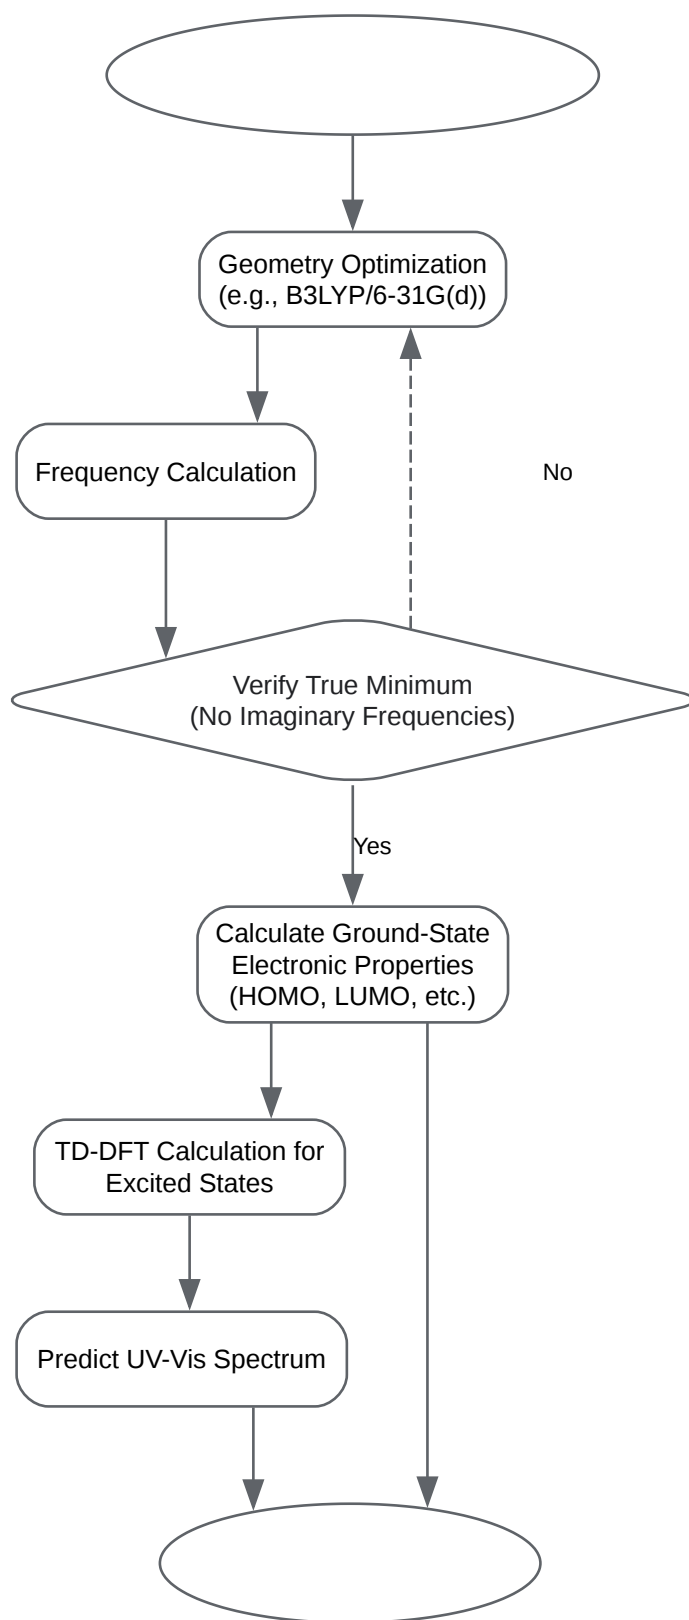 Geometry Optimization
(e.g., B3LYP/6-31G(d))
Frequency Calculation
No
Verify True Minimum
(No Imaginary Frequencies)
Yes
Calculate Ground-State
Electronic Properties
(HOMO, LUMO, etc.)
TD-DFT Calculation for
Excited States
Predict UV-Vis Spectrum